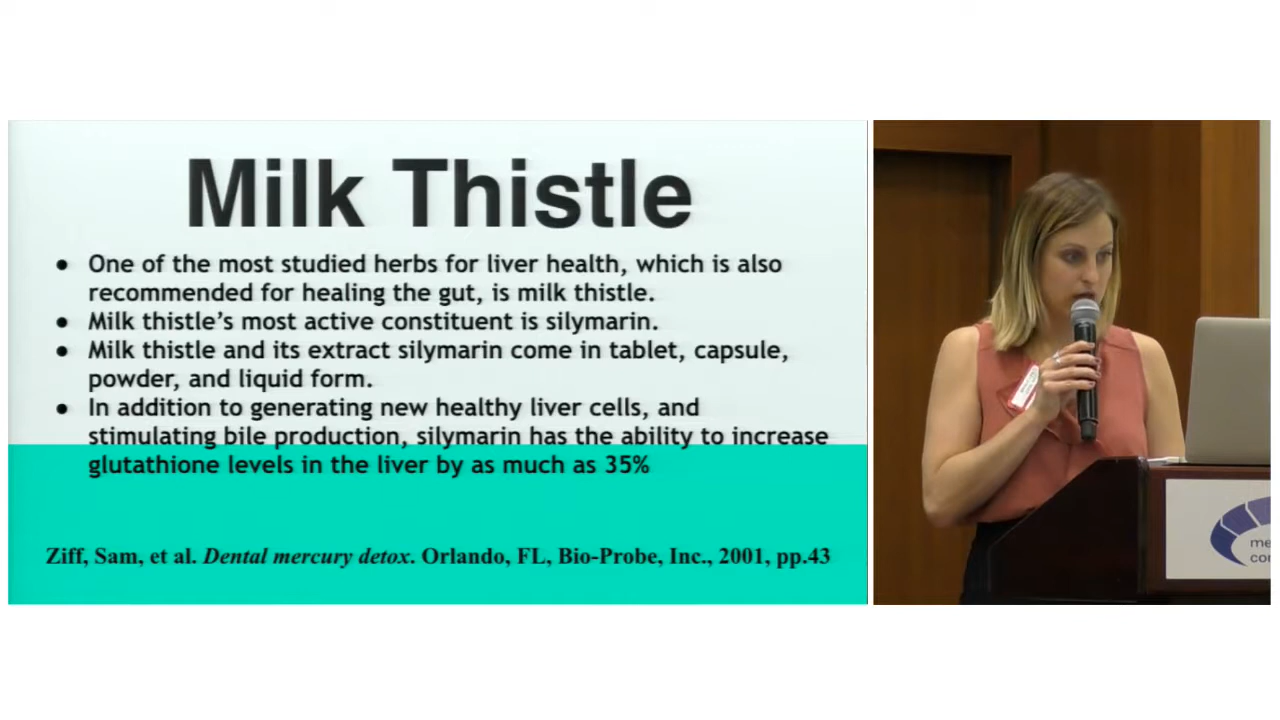 Milk Thistle
● One of the most studied herbs for liver health, which is also
recommended for healing the gut, is milk thistle.
● Milk thistle’s most active constituent is silymarin.
● Milk thistle and its extract silymarin come in tablet, capsule,
powder, and liquid form.
● In addition to generating new healthy liver cells, and
stimulating bile production, silymarin has the ability to increase
glutathione levels in the liver by as much as 35%
Ziff, Sam, et al. Dental mercury detox. Orlando, FL, Bio-Probe, Inc., 2001, pp.43
me
con